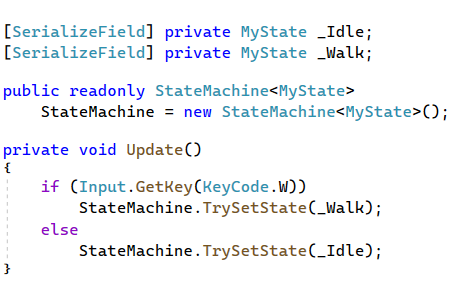 [SerializeField] private MyState _Idle;
[SerializeField] private MyState _Walk;
public readonly StateMachine<MyState>
    StateMachine = new StateMachine<MyState>();
private void Update()
{
    if (Input.GetKey(KeyCode.W))
        StateMachine.TrySetState(_Walk);
    else
        StateMachine.TrySetState(_Idle);
}